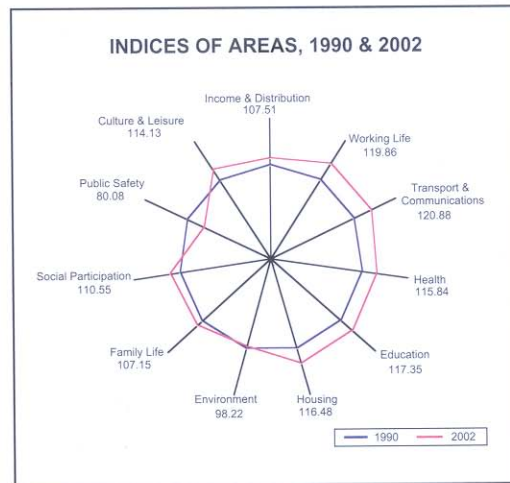 INDICES OF AREAS, 1990 & 2002
Income & Distribution
107.51
Working Life
119.86
Transport &
Communications
120.88
Health
115.84
Education
117.35
Housing
116.48
Environment
98.22
Family Life
107.15
Social Participation
110.55
Public Safety
80.08
Culture & Leisure
114.13
1990
2002